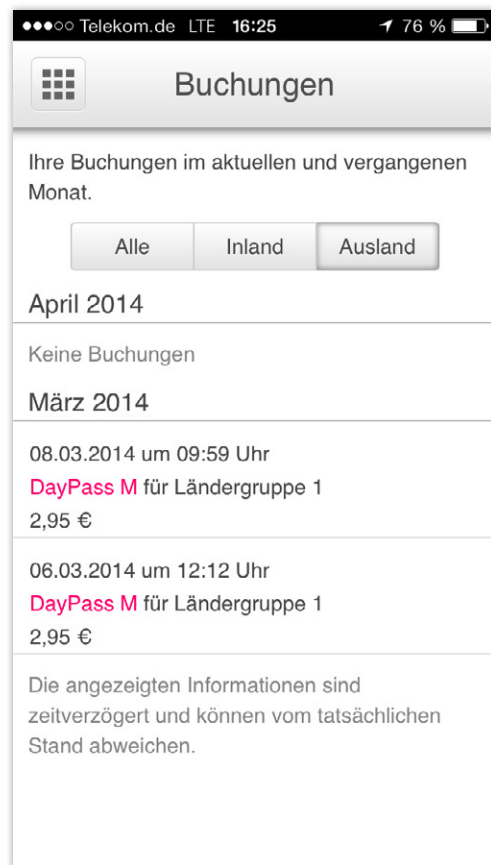 Telekom.de LTE 16:25 76 %
Buchungen
Ihre Buchungen im aktuellen und vergangenen
Monat.
Alle Inland Ausland
April 2014
Keine Buchungen
März 2014
08.03.2014 um 09:59 Uhr
DayPass M für Ländergruppe 1
2,95 €
06.03.2014 um 12:12 Uhr
DayPass M für Ländergruppe 1
2,95 €
Die angezeigten Informationen sind
zeitverzögert und können vom tatsächlichen
Stand abweichen.